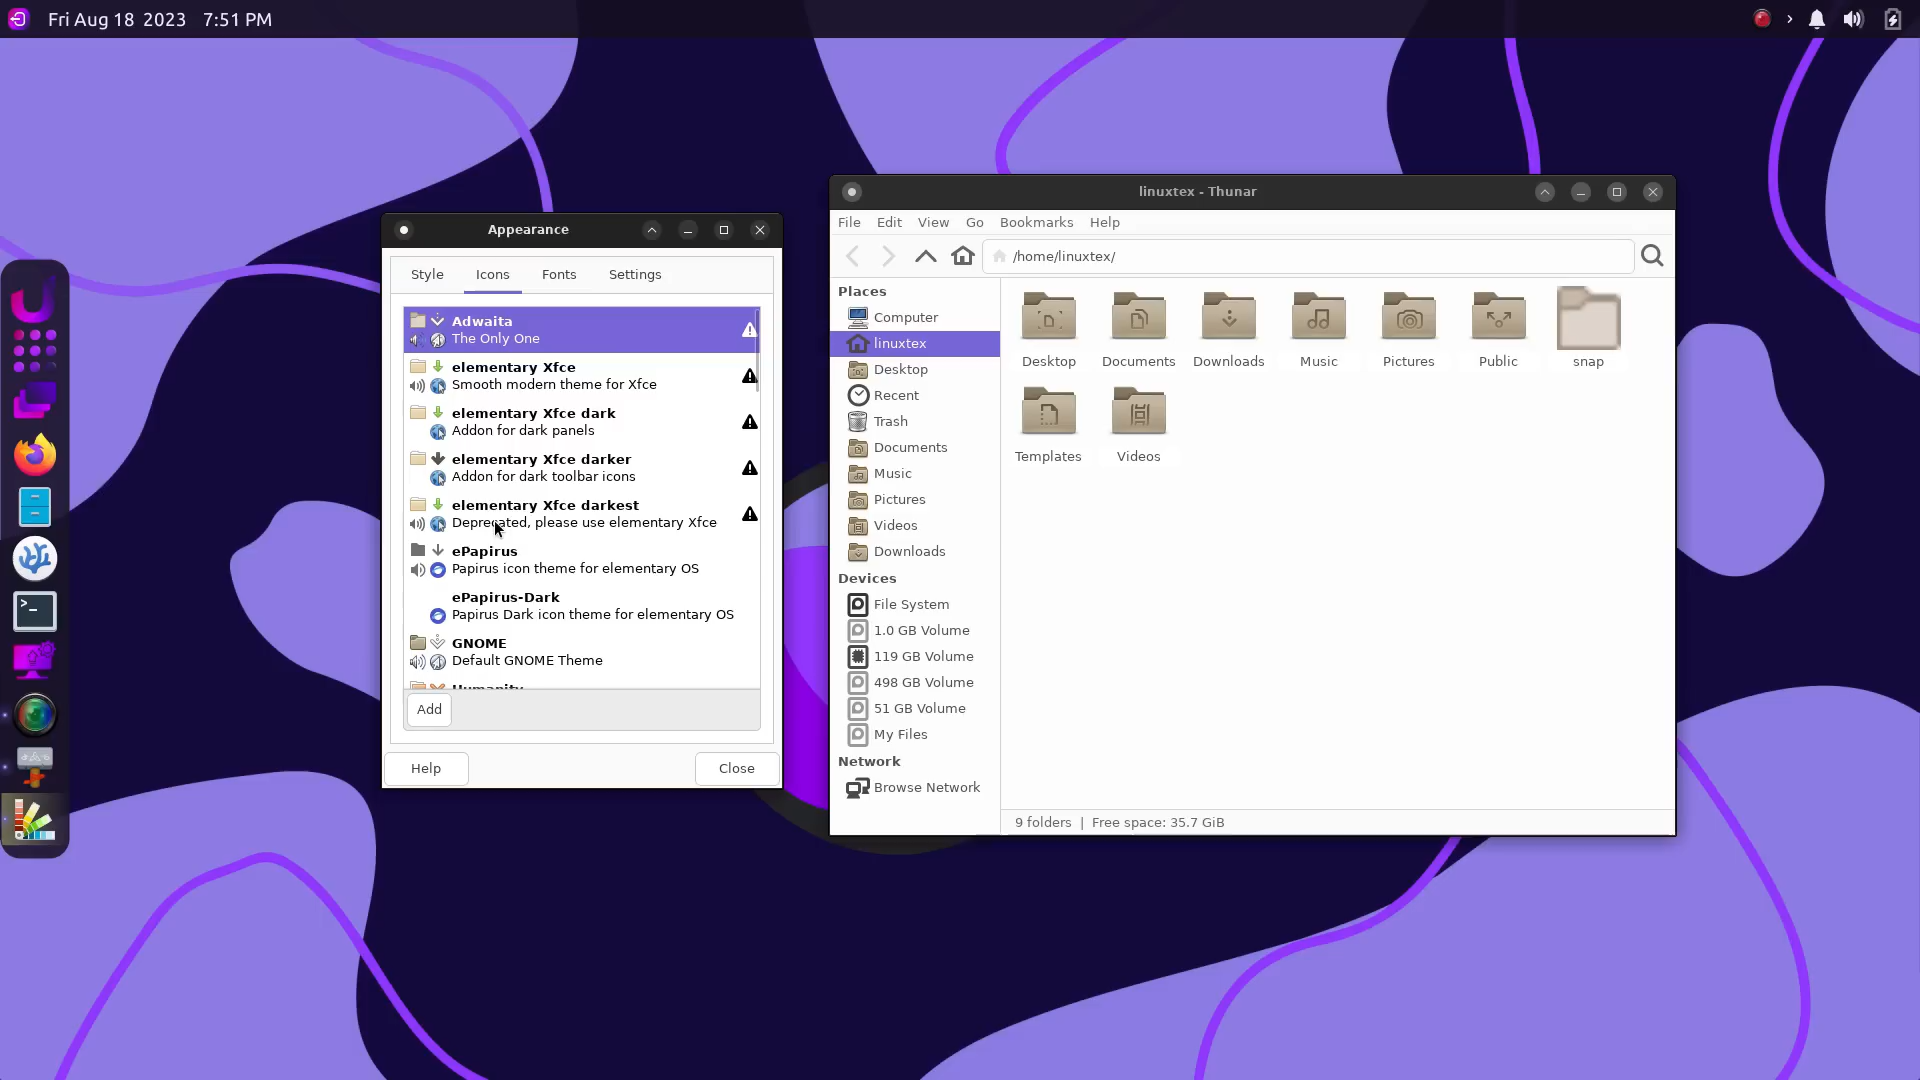 Fri Aug 18 2023 7:51 PM
Appearance
Style Icons Fonts Settings
Adwaita
The Only One
elementary Xfce
Smooth modern theme for Xfce
elementary Xfce dark
Addon for dark panels
elementary Xfce darker
Addon for dark toolbar icons
elementary Xfce darkest
Deprecated, please use elementary Xfce
ePapirus
Papirus icon theme for elementary OS
ePapirus-Dark
Papirus Dark icon theme for elementary OS
GNOME
Default GNOME Theme
Humanity
Add
Help Close
linuxtex - Thunar
File Edit View Go Bookmarks Help
/home/linuxtex/
Places
Computer
linuxtex
Desktop
Recent
Trash
Documents
Music
Pictures
Videos
Downloads
Devices
File System
1.0 GB Volume
119 GB Volume
498 GB Volume
51 GB Volume
My Files
Network
Browse Network
Desktop Documents Downloads Music Pictures Public snap
Templates Videos
9 folders | Free space: 35.7 GiB